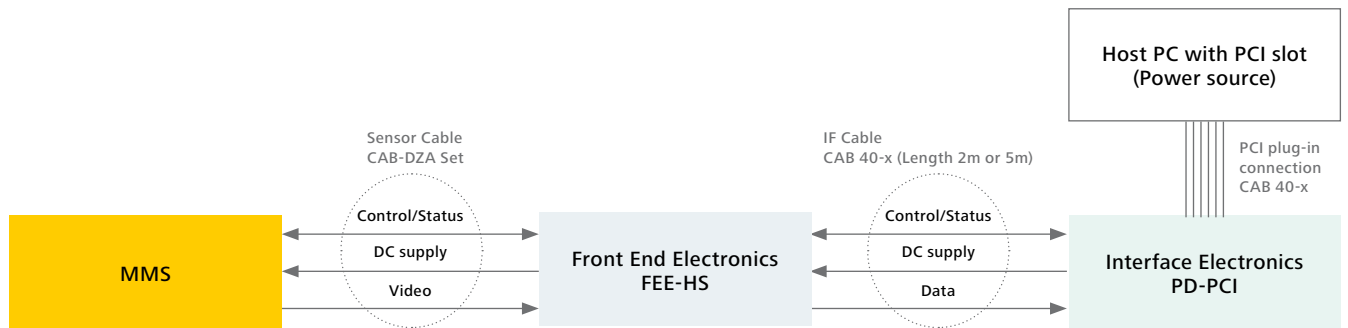 Host PC with PCI slot
(Power source)
Sensor Cable
CAB-DZA Set
IF Cable
CAB 40-x (Length 2m or 5m)
PCI plug-in
connection
CAB 40-x
MMS
Control/Status
DC supply
Video
Front End Electronics
FEE-HS
Control/Status
DC supply
Data
Interface Electronics
PD-PCI